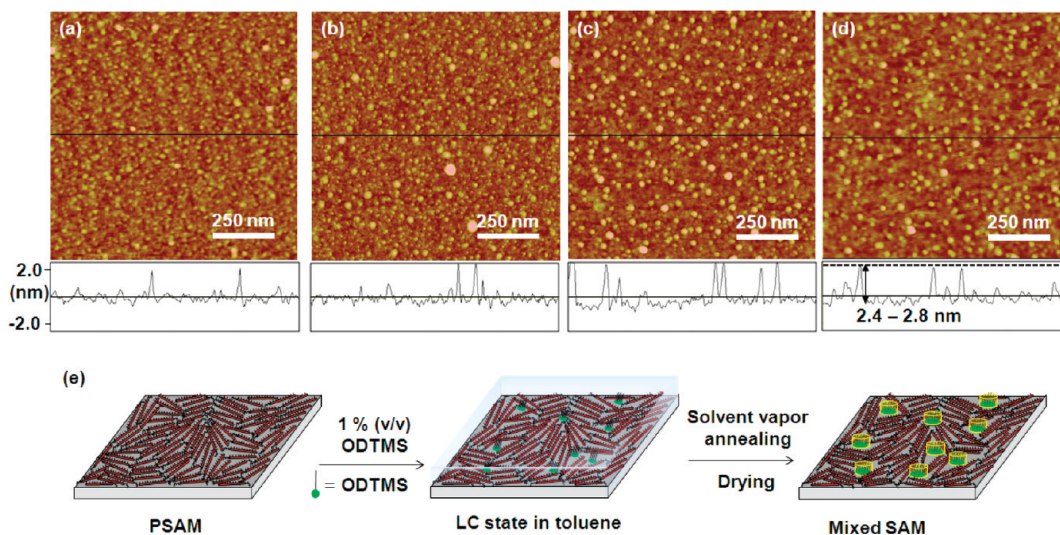 (a)
(b)
(c)
(d)
250 nm
250 nm
250 nm
250 nm
2.0
(nm)
-2.0
2.4 – 2.8 nm
(e)
1 % (v/v)
ODTMS
= ODTMS
Solvent vapor
annealing
Drying
PSAM
LC state in toluene
Mixed SAM